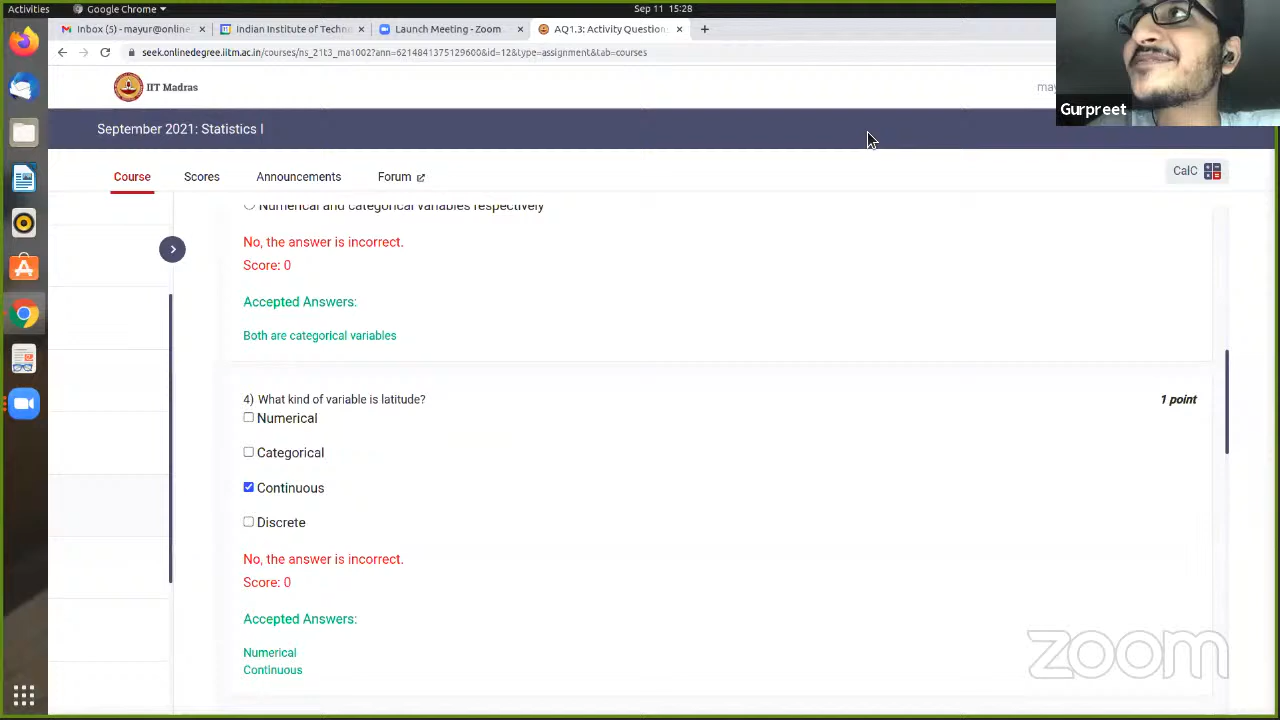 Activities
Google Chrome
Sep 11 15:28
Inbox (5) - mayur@online
Indian Institute of Techn
Launch Meeting - Zoom
AQ1.3: Activity Question
seek.onlinedegree.iitm.ac.in/courses/ns_21t3_ma1002?ann=6214841375129600&id=12&type=assignment&tab=courses
IIT Madras
may
Gurpreet
September 2021: Statistics I
Course
Scores
Announcements
Forum
CalC
Numerical and categorical variables respectively
No, the answer is incorrect.
Score: 0
Accepted Answers:
Both are categorical variables
4) What kind of variable is latitude?
1 point
Numerical
Categorical
Continuous
Discrete
No, the answer is incorrect.
Score: 0
Accepted Answers:
Numerical
Continuous
zoom